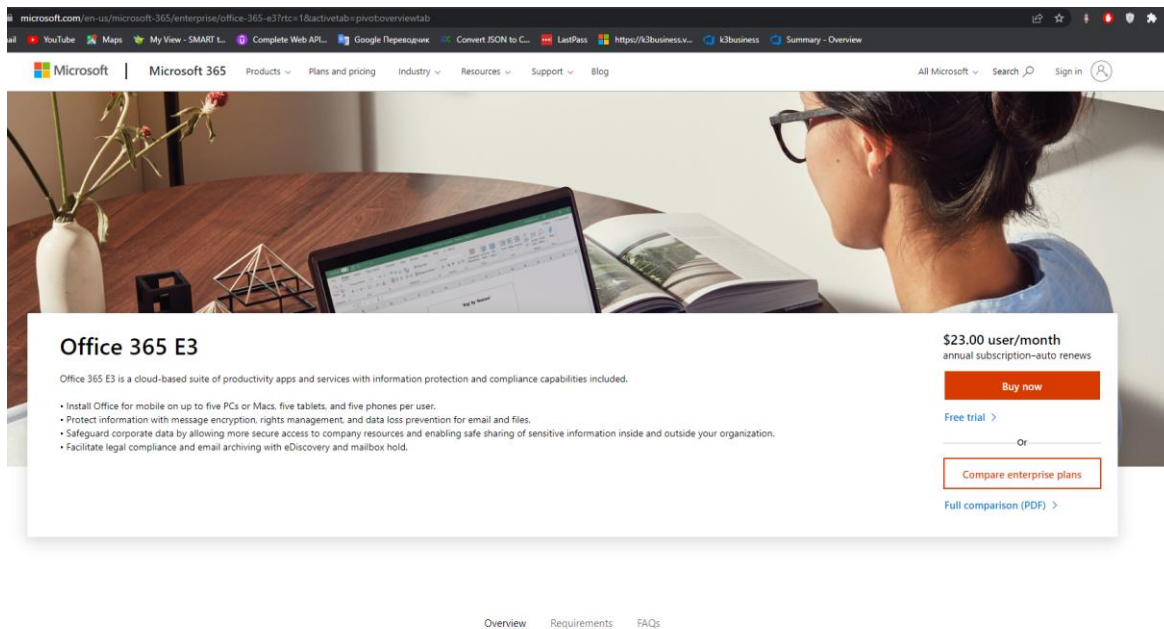 microsoft.com/en-us/microsoft-365/enterprise/office-365-e3?rtc=1&activetab=pivot:overviewtab
ail YouTube Maps My View - SMART t... Complete Web API... Google Переводчик Convert JSON to C... LastPass https://k3business.v... k3business Summary - Overview
Microsoft | Microsoft 365 Products Plans and pricing Industry Resources Support Blog All Microsoft Search Sign in
Office 365 E3
Office 365 E3 is a cloud-based suite of productivity apps and services with information protection and compliance capabilities included.
• Install Office for mobile on up to five PCs or Macs, five tablets, and five phones per user.
• Protect information with message encryption, rights management, and data loss prevention for email and files.
• Safeguard corporate data by allowing more secure access to company resources and enabling safe sharing of sensitive information inside and outside your organization.
• Facilitate legal compliance and email archiving with eDiscovery and mailbox hold.
$23.00 user/month
annual subscription–auto renews
Buy now
Free trial >
Or
Compare enterprise plans
Full comparison (PDF) >
Overview Requirements FAQs